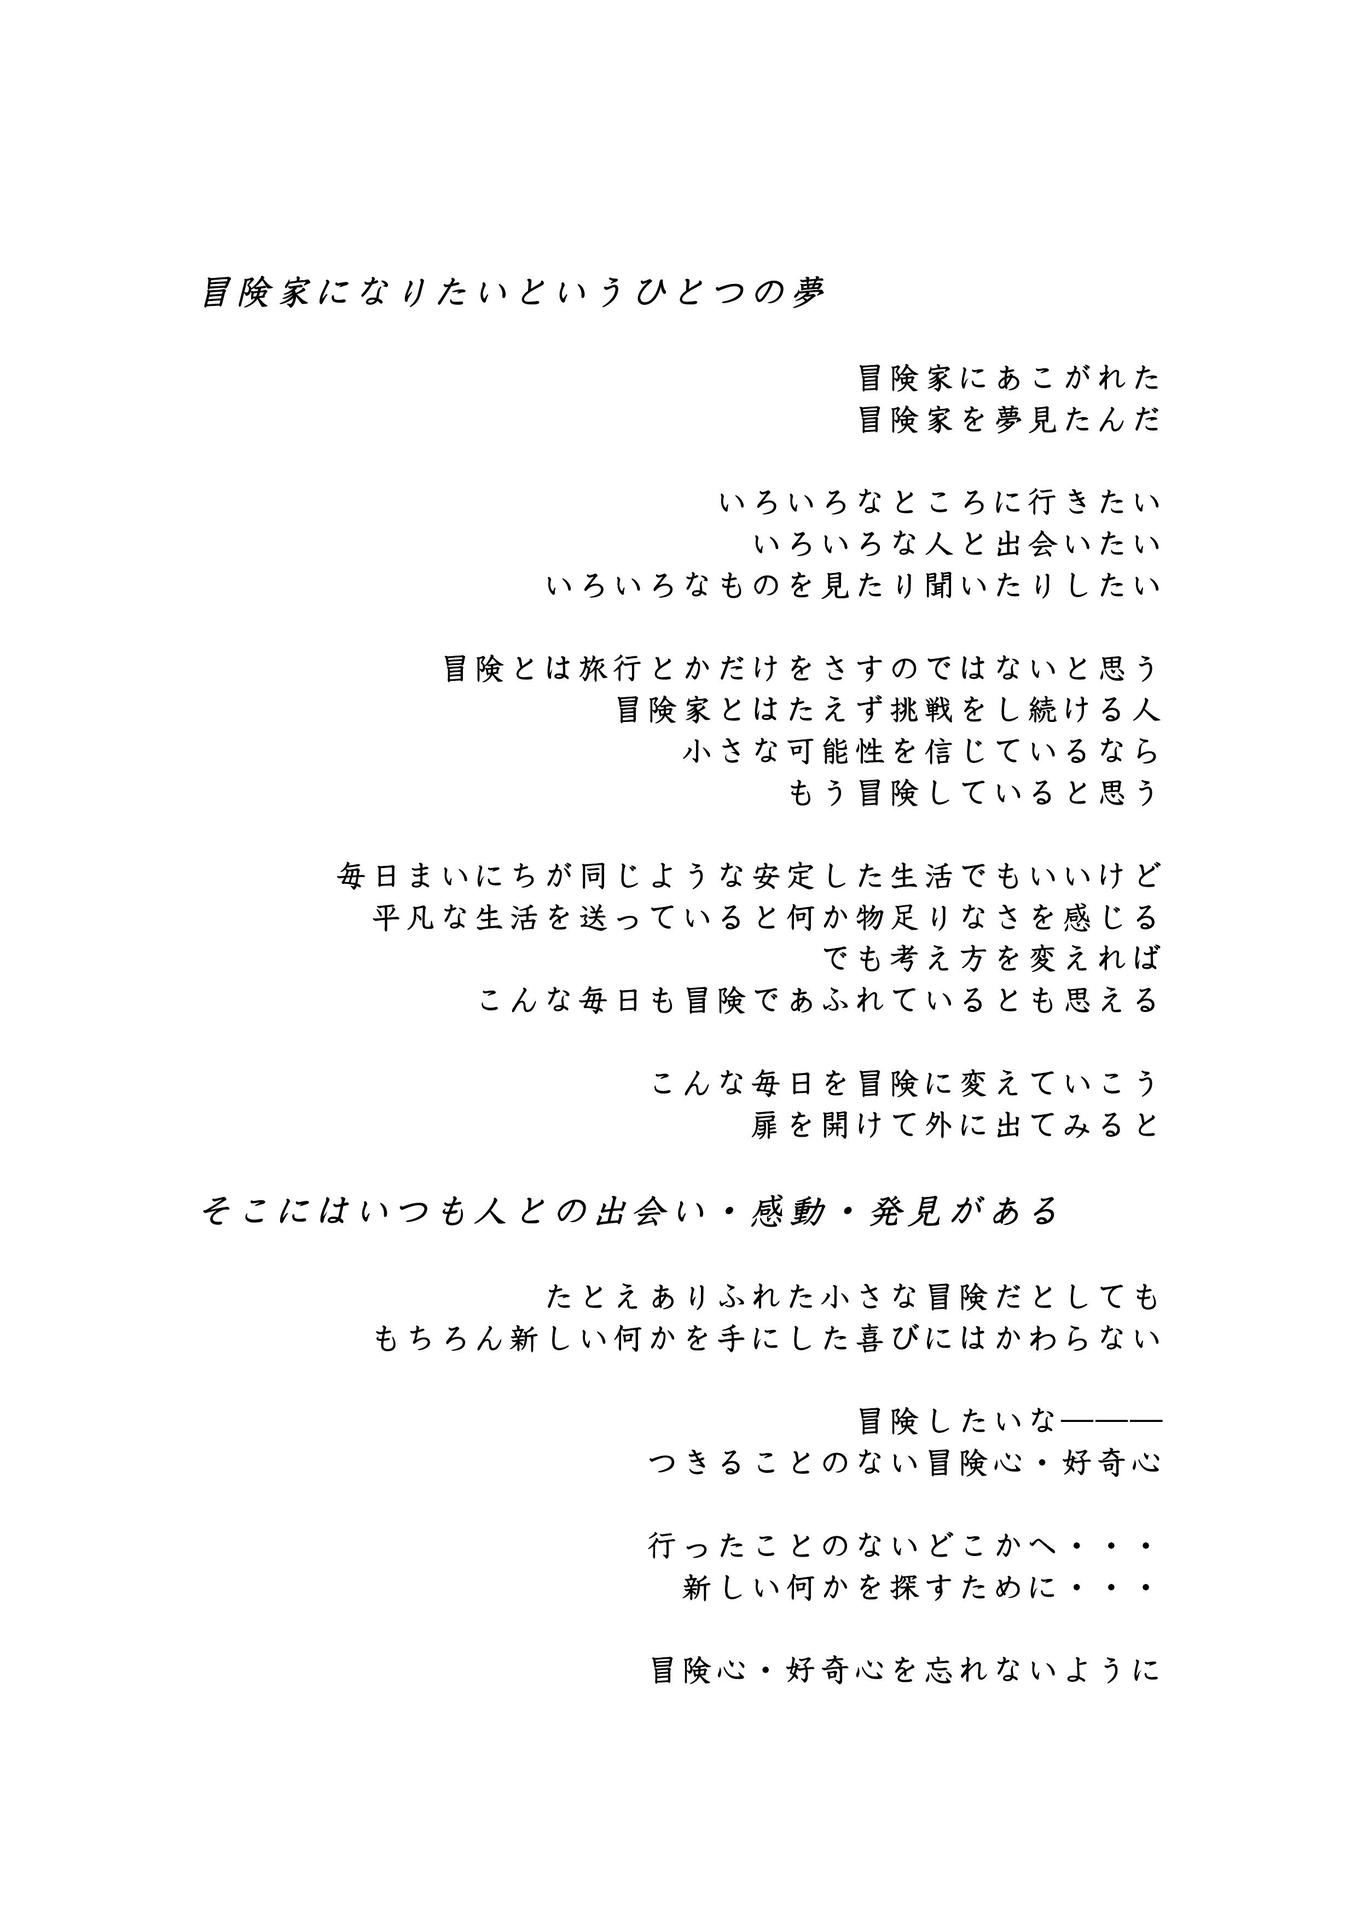 冒険家になりたいというひとつの夢
冒険家にあこがれた
冒険家を夢見たんだ
いろいろなところに行きたい
いろいろな人と出会いたい
いろいろなものを見たり聞いたりしたい
冒険とは旅行とかだけをさすのではないと思う
冒険家とはたえず挑戦をし続ける人
小さな可能性を信じているなら
もう冒険していると思う
毎日まいにちが同じような安定した生活でもいいけど
平凡な生活を送っていると何か物足りなさを感じる
でも考え方を変えれば
こんな毎日も冒険であふれているとも思える
こんな毎日を冒険に変えていこう
扉を開けて外に出てみると
そこにはいつも人との出会い・感動・発見がある
たとえありふれた小さな冒険だとしても
もちろん新しい何かを手にした喜びにはかわらない
冒険したいな―――
つきることのない冒険心・好奇心
行ったことのないどこかへ・・・
新しい何かを探すために・・・
冒険心・好奇心を忘れないように